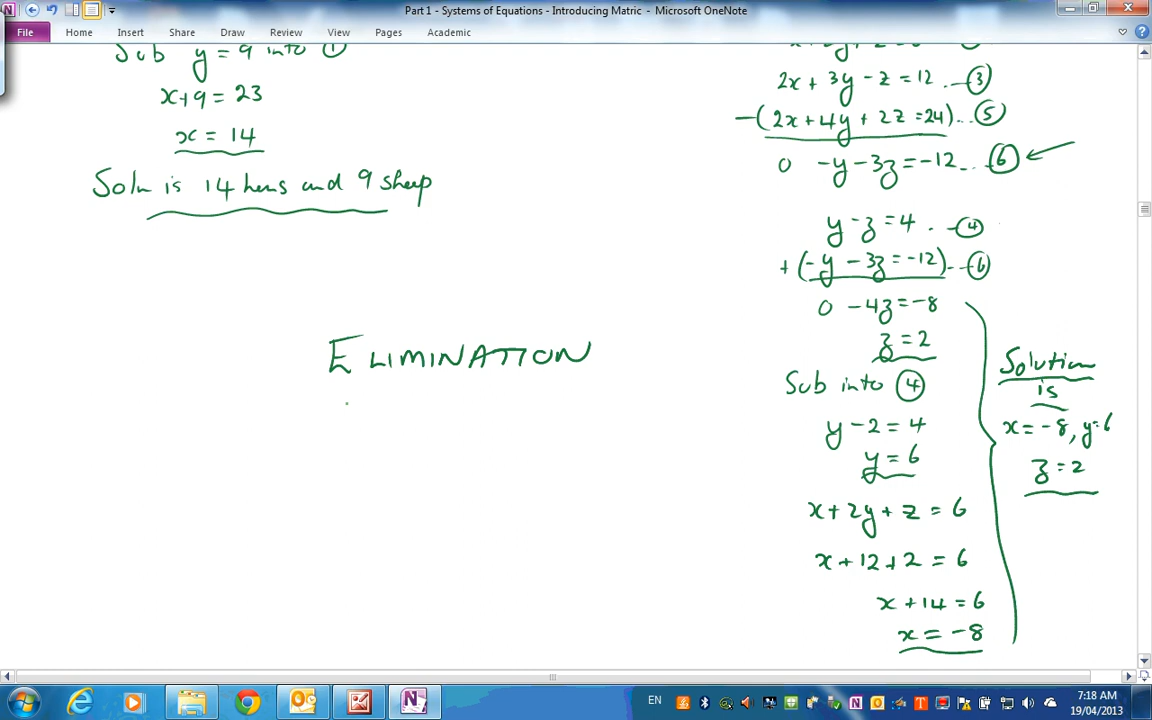 Part 1 - Systems of Equations - Introducing Matric - Microsoft OneNote
File Home Insert Share Draw Review View Pages Academic
Sub y = 9 into ①
x+9 = 23
x = 14
Soln is 14 hens and 9 sheep
ELIMINATION
2x + 3y - z = 12 ... ③
-(2x + 4y + 2z = 24) ... ⑤
0 -y -3z = -12 ... ⑥
y - z = 4 ... ④
+ (-y - 3z = -12) ... ⑥
0 -4z = -8
z = 2
Sub into ④
y - 2 = 4
y = 6
x + 2y + z = 6
x + 12 + 2 = 6
x + 14 = 6
x = -8
Solution
is
x = -8, y = 6
z = 2
EN
7:18 AM
19/04/2013